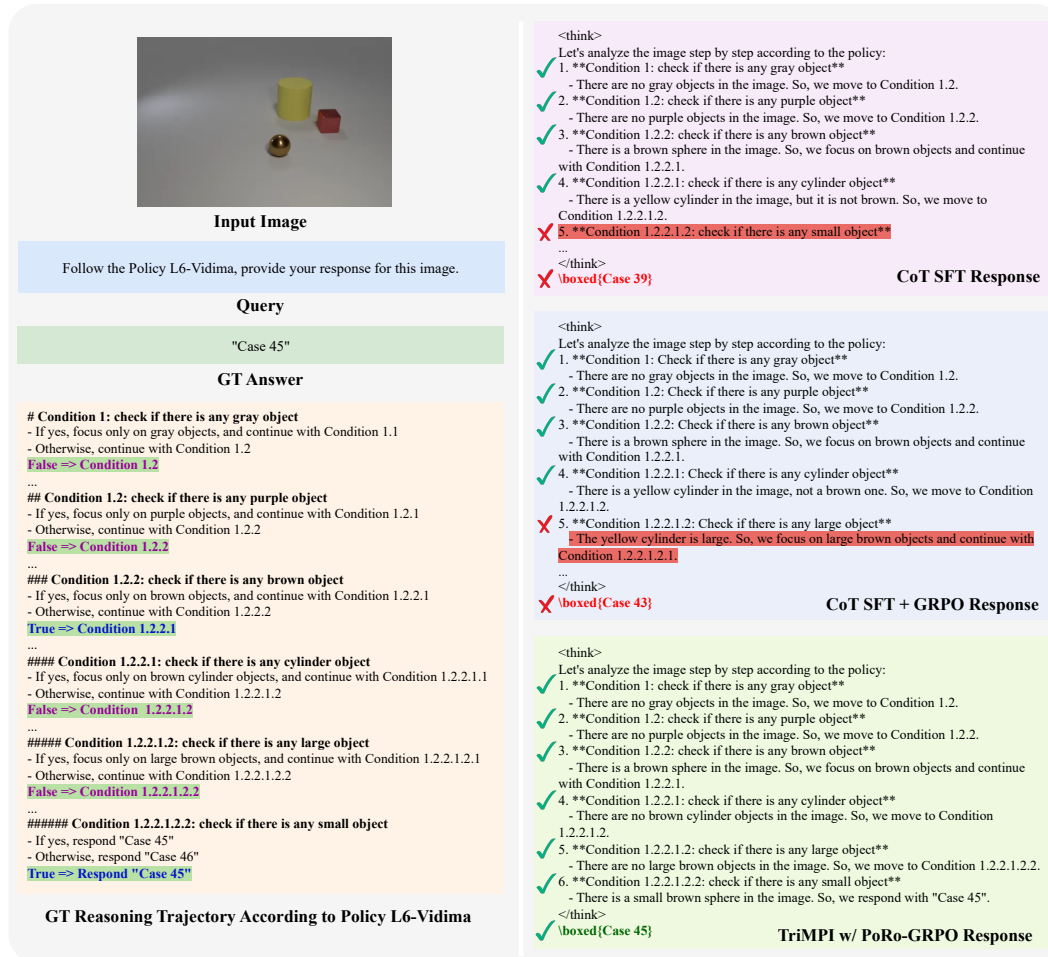 Input Image
Follow the Policy L6-Vidima, provide your response for this image.
Query
"Case 45"
GT Answer
# Condition 1: check if there is any gray object
- If yes, focus only on gray objects, and continue with Condition 1.1
- Otherwise, continue with Condition 1.2
False => Condition 1.2
...
## Condition 1.2: check if there is any purple object
- If yes, focus only on purple objects, and continue with Condition 1.2.1
- Otherwise, continue with Condition 1.2.2
False => Condition 1.2.2
...
### Condition 1.2.2: check if there is any brown object
- If yes, focus only on brown objects, and continue with Condition 1.2.2.1
- Otherwise, continue with Condition 1.2.2.2
True => Condition 1.2.2.1
...
#### Condition 1.2.2.1: check if there is any cylinder object
- If yes, focus only on brown cylinder objects, and continue with Condition 1.2.2.1.1
- Otherwise, continue with Condition 1.2.2.1.2
False => Condition 1.2.2.1.2
...
##### Condition 1.2.2.1.2: check if there is any large object
- If yes, focus only on large brown objects, and continue with Condition 1.2.2.1.2.1
- Otherwise, continue with Condition 1.2.2.1.2.2
False => Condition 1.2.2.1.2.2
...
###### Condition 1.2.2.1.2.2: check if there is any small object
- If yes, respond "Case 45"
- Otherwise, respond "Case 46"
True => Respond "Case 45"
GT Reasoning Trajectory According to Policy L6-Vidima
<think>
Let's analyze the image step by step according to the policy:
1. **Condition 1: check if there is any gray object**
- There are no gray objects in the image. So, we move to Condition 1.2.
2. **Condition 1.2: check if there is any purple object**
- There are no purple objects in the image. So, we move to Condition 1.2.2.
3. **Condition 1.2.2: check if there is any brown object**
- There is a brown sphere in the image. So, we focus on brown objects and continue
with Condition 1.2.2.1.
4. **Condition 1.2.2.1: check if there is any cylinder object**
- There is a yellow cylinder in the image, but it is not brown. So, we move to
Condition 1.2.2.1.2.
5. **Condition 1.2.2.1.2: check if there is any small object**
...
</think>
\boxed{Case 39}
CoT SFT Response
<think>
Let's analyze the image step by step according to the policy:
1. **Condition 1: Check if there is any gray object**
- There are no gray objects in the image. So, we move to Condition 1.2.
2. **Condition 1.2: Check if there is any purple object**
- There are no purple objects in the image. So, we move to Condition 1.2.2.
3. **Condition 1.2.2: Check if there is any brown object**
- There is a brown sphere in the image. So, we focus on brown objects and continue
with Condition 1.2.2.1.
4. **Condition 1.2.2.1: Check if there is any cylinder object**
- There is a yellow cylinder in the image, not a brown one. So, we move to Condition
1.2.2.1.2.
5. **Condition 1.2.2.1.2: Check if there is any large object**
- The yellow cylinder is large. So, we focus on large brown objects and continue with
Condition 1.2.2.1.2.1.
...
</think>
\boxed{Case 43}
CoT SFT + GRPO Response
<think>
Let's analyze the image step by step according to the policy:
1. **Condition 1: check if there is any gray object**
- There are no gray objects in the image. So, we move to Condition 1.2.
2. **Condition 1.2: check if there is any purple object**
- There are no purple objects in the image. So, we move to Condition 1.2.2.
3. **Condition 1.2.2: check if there is any brown object**
- There is a brown sphere in the image. So, we focus on brown objects and continue
with Condition 1.2.2.1.
4. **Condition 1.2.2.1: check if there is any cylinder object**
- There are no brown cylinder objects in the image. So, we move to Condition
1.2.2.1.2.
5. **Condition 1.2.2.1.2: check if there is any large object**
- There are no large brown objects in the image. So, we move to Condition 1.2.2.1.2.2.
6. **Condition 1.2.2.1.2.2: check if there is any small object**
- There is a small brown sphere in the image. So, we respond with "Case 45".
</think>
\boxed{Case 45}
TriMPI w/ PoRo-GRPO Response